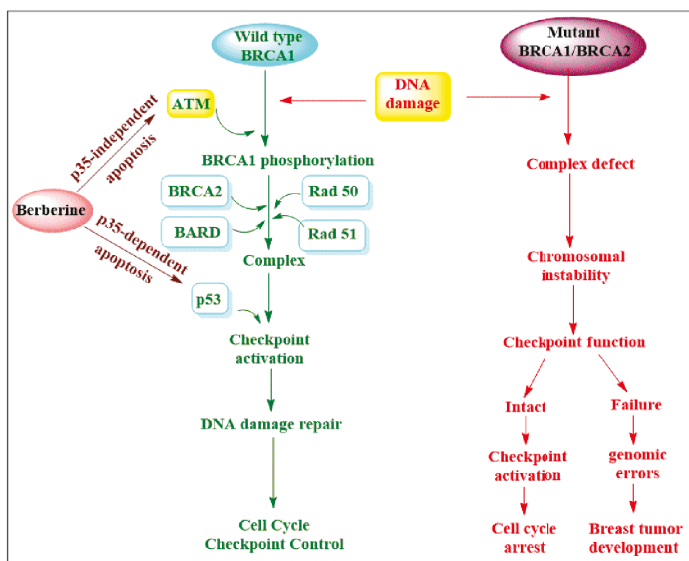 Wild type
BRCA1
Mutant
BRCA1/BRCA2
DNA
damage
ATM
p35-independent
apoptosis
BRCA1 phosphorylation
Complex defect
BRCA2
Rad 50
Berberine
BARD
Rad 51
p35-dependent
apoptosis
Complex
Chromosomal
instability
p53
Checkpoint
activation
Checkpoint function
Intact
Failure
DNA damage repair
Checkpoint
activation
genomic
errors
Cell Cycle
Checkpoint Control
Cell cycle
arrest
Breast tumor
development